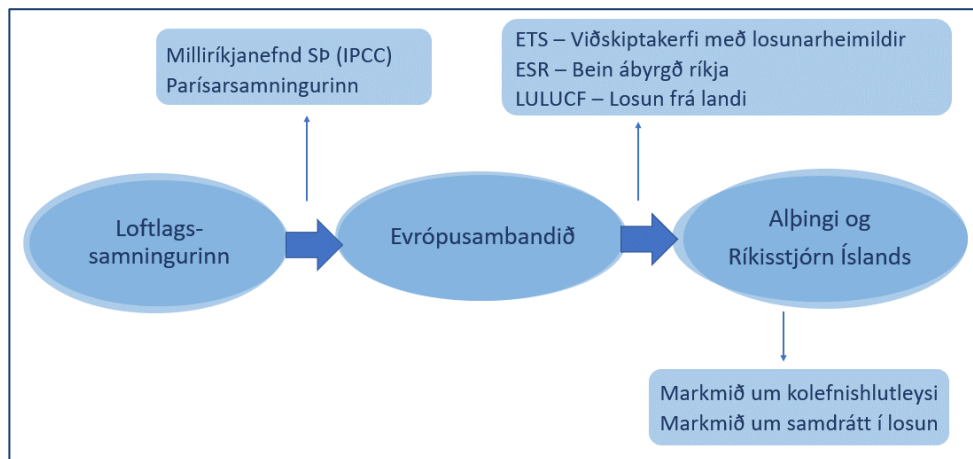 Milliríkjanefnd SÞ (IPCC)
Parísarsamningurinn
ETS – Viðskiptakerfi með losunarheimildir
ESR – Bein ábyrgð ríkja
LULUCF – Losun frá landi
Loftlags-
samningurinn
Evrópusambandið
Alþingi og
Ríkisstjórn Íslands
Markmið um kolefnishlutleysi
Markmið um samdrátt í losun